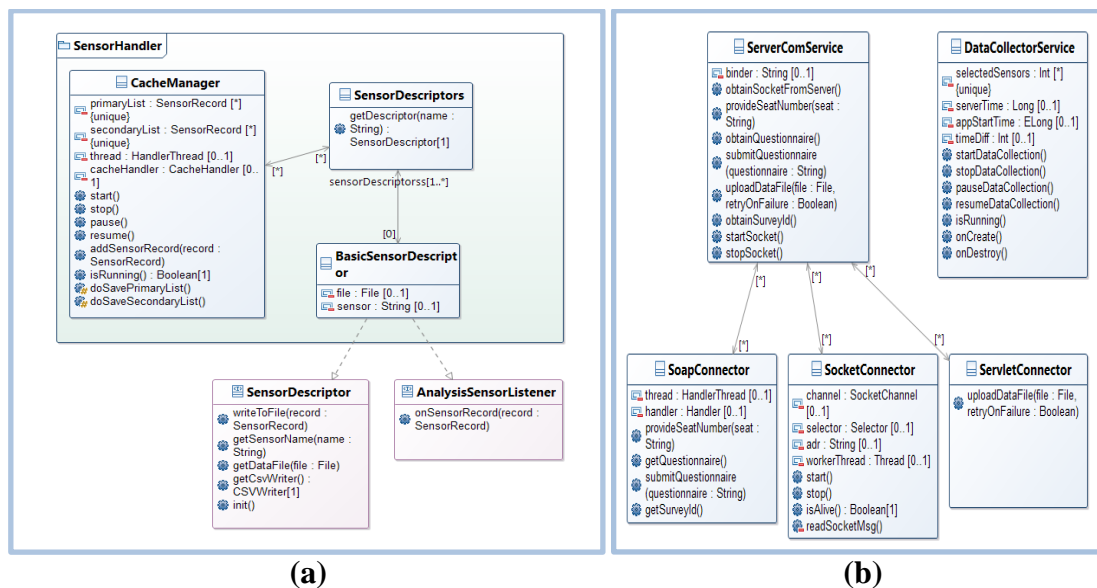 SensorHandler
CacheManager
primaryList : SensorRecord [*]
{unique}
secondaryList : SensorRecord [*]
{unique}
thread : HandlerThread [0..1]
cacheHandler : CacheHandler [0..
1]
start()
stop()
pause()
resume()
addSensorRecord(record :
SensorRecord)
isRunning() : Boolean[1]
doSavePrimaryList()
doSaveSecondaryList()
SensorDescriptors
getDescriptor(name :
String) :
SensorDescriptor[1]
[*]
[*]
sensorDescriptorss[1..*]
[0]
BasicSensorDescrip
tor
file : File [0..1]
sensor : String [0..1]
SensorDescriptor
writeToFile(record :
SensorRecord)
getSensorName(name :
String)
getDataFile(file : File)
getCsvWriter() :
CSVWriter[1]
init()
AnalysisSensorListener
onSensorRecord(record :
SensorRecord)
(a)
ServerComService
binder : String [0..1]
obtainSocketFromServer()
provideSeatNumber(seat :
String)
obtainQuestionnaire()
submitQuestionnaire
(questionnaire : String)
uploadDataFile(file : File,
retryOnFailure : Boolean)
obtainSurveyId()
startSocket()
stopSocket()
DataCollectorService
selectedSensors : Int [*]
{unique}
serverTime : Long [0..1]
appStartTime : ELong [0..1]
timeDiff : Int [0..1]
startDataCollection()
stopDataCollection()
pauseDataCollection()
resumeDataCollection()
isRunning()
onCreate()
onDestroy()
[*]
[*]
[*]
[*]
[*]
[*]
SoapConnector
thread : HandlerThread [0..1]
handler : Handler [0..1]
provideSeatNumber(seat :
String)
getQuestionnaire()
submitQuestionnaire
(questionnaire : String)
getSurveyId()
SocketConnector
channel : SocketChannel
[0..1]
selector : Selector [0..1]
adr : String [0..1]
workerThread : Thread [0..1]
start()
stop()
isAlive() : Boolean[1]
readSocketMsg()
ServletConnector
uploadDataFile(file : File,
retryOnFailure : Boolean)
(b)